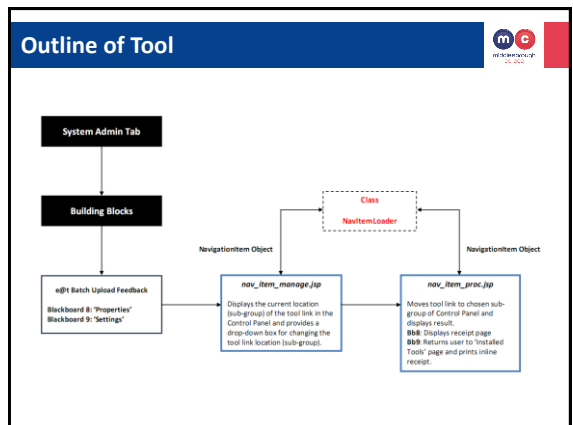 Outline of Tool
mc
middlesbrough
System Admin Tab
Building Blocks
Class
NavItemLoader
NavigationItem Object
NavigationItem Object
e@t Batch Upload Feedback
Blackboard 8: 'Properties'
Blackboard 9: 'Settings'
nav_item_manage.jsp
Displays the current location
(sub-group) of the tool link in the
Control Panel and provides a
drop-down box for changing the
tool link location (sub-group).
nav_item_proc.jsp
Moves tool link to chosen sub-
group of Control Panel and
displays result.
Bb8: Displays receipt page
Bb9: Returns user to 'Installed
Tools' page and prints inline
receipt.